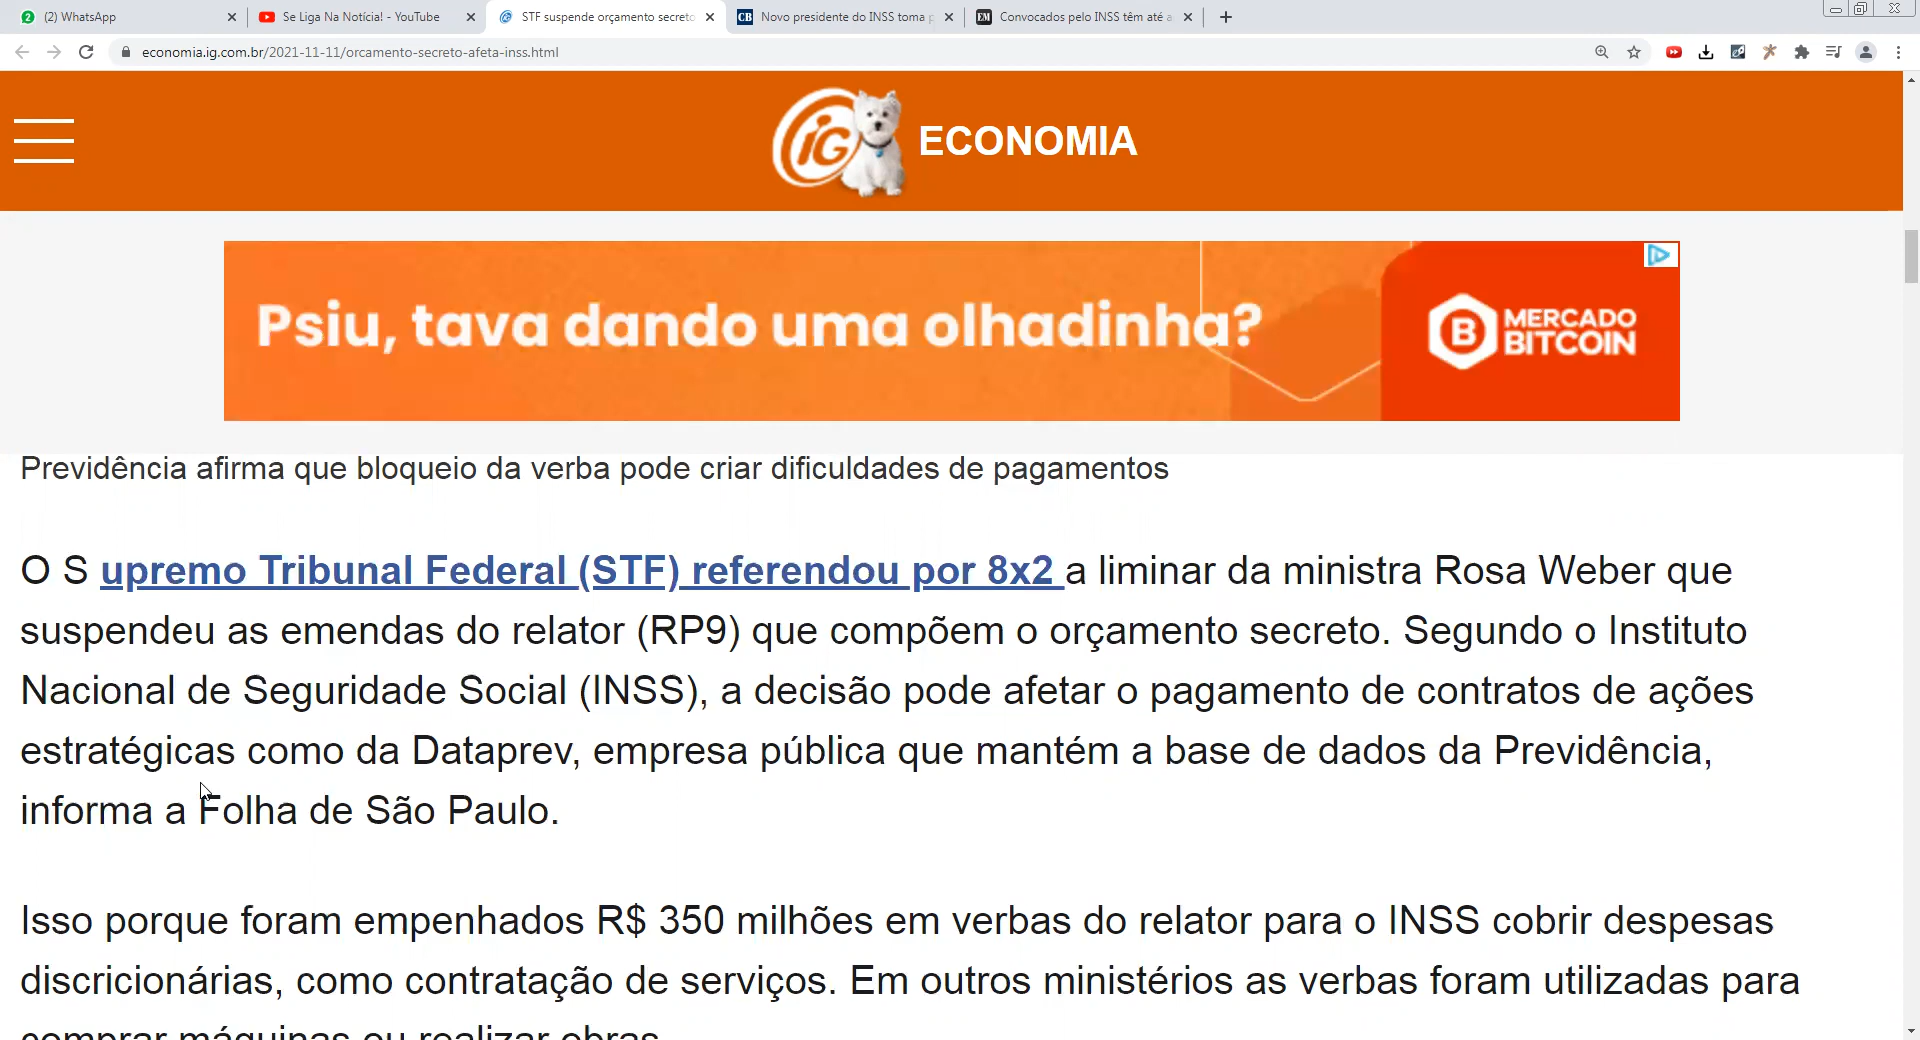 (2) WhatsApp
Se Liga Na Notícia! - YouTube
STF suspende orçamento secreto
Novo presidente do INSS toma p
Convocados pelo INSS têm até a
economia.ig.com.br/2021-11-11/orcamento-secreto-afeta-inss.html
iG ECONOMIA
Psiu, tava dando uma olhadinha?
MERCADO
BITCOIN
Previdência afirma que bloqueio da verba pode criar dificuldades de pagamentos
O S upremo Tribunal Federal (STF) referendou por 8x2 a liminar da ministra Rosa Weber que
suspendeu as emendas do relator (RP9) que compõem o orçamento secreto. Segundo o Instituto
Nacional de Seguridade Social (INSS), a decisão pode afetar o pagamento de contratos de ações
estratégicas como da Dataprev, empresa pública que mantém a base de dados da Previdência,
informa a Folha de São Paulo.
Isso porque foram empenhados R$ 350 milhões em verbas do relator para o INSS cobrir despesas
discricionárias, como contratação de serviços. Em outros ministérios as verbas foram utilizadas para
comprar máquinas ou realizar obras.